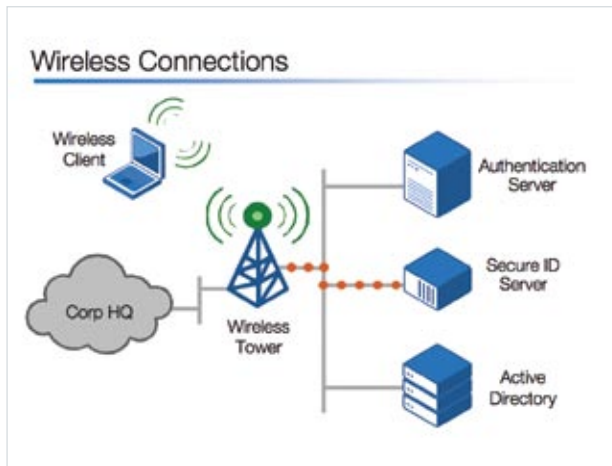 Wireless Connections
Wireless
Client
Authentication
Server
Secure ID
Server
Corp HQ
Wireless
Tower
Active
Directory